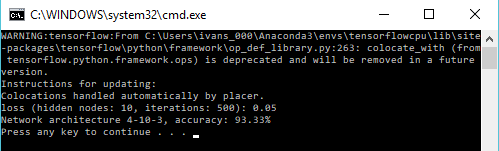 C:\WINDOWS\system32\cmd.exe
WARNING:tensorflow:From C:\Users\ivans_000\Anaconda3\envs\tensorflowcpu\lib\site
-packages\tensorflow\python\framework\op_def_library.py:263: colocate_with (from
 tensorflow.python.framework.ops) is deprecated and will be removed in a future
version.
Instructions for updating:
Colocations handled automatically by placer.
loss (hidden nodes: 10, iterations: 500): 0.05
Network architecture 4-10-3, accuracy: 93.33%
Press any key to continue . . .